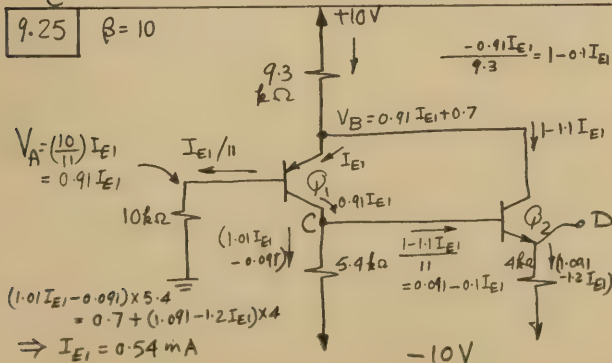 9.25 β=10
+10V
-0.91 I_E1 / 9.3 = 1-0.1 I_E1
9.3 kΩ
V_B = 0.91 I_E1 + 0.7
1-1.1 I_E1
V_A = (10/11) I_E1
= 0.91 I_E1
I_E1/11
I_E1
Q1
0.91 I_E1
10kΩ
C
Q2
D
(1.01 I_E1 - 0.091)
5.4 kΩ
1-1.1 I_E1 / 11
= 0.091 - 0.1 I_E1
4kΩ
(1.091 - 1.2 I_E1)
(1.01 I_E1 - 0.091) × 5.4
= 0.7 + (1.091 - 1.2 I_E1) × 4
⇒ I_E1 = 0.54 mA
-10V